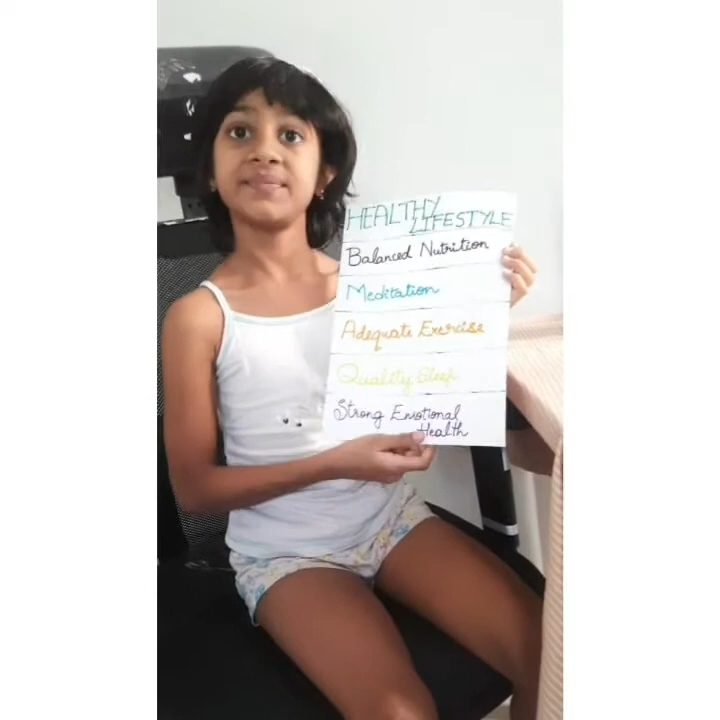 HEALTHY
LIFESTYLE
Balanced Nutrition
Meditation
Adequate Exercise
Quality Sleep
Strong Emotional
Health